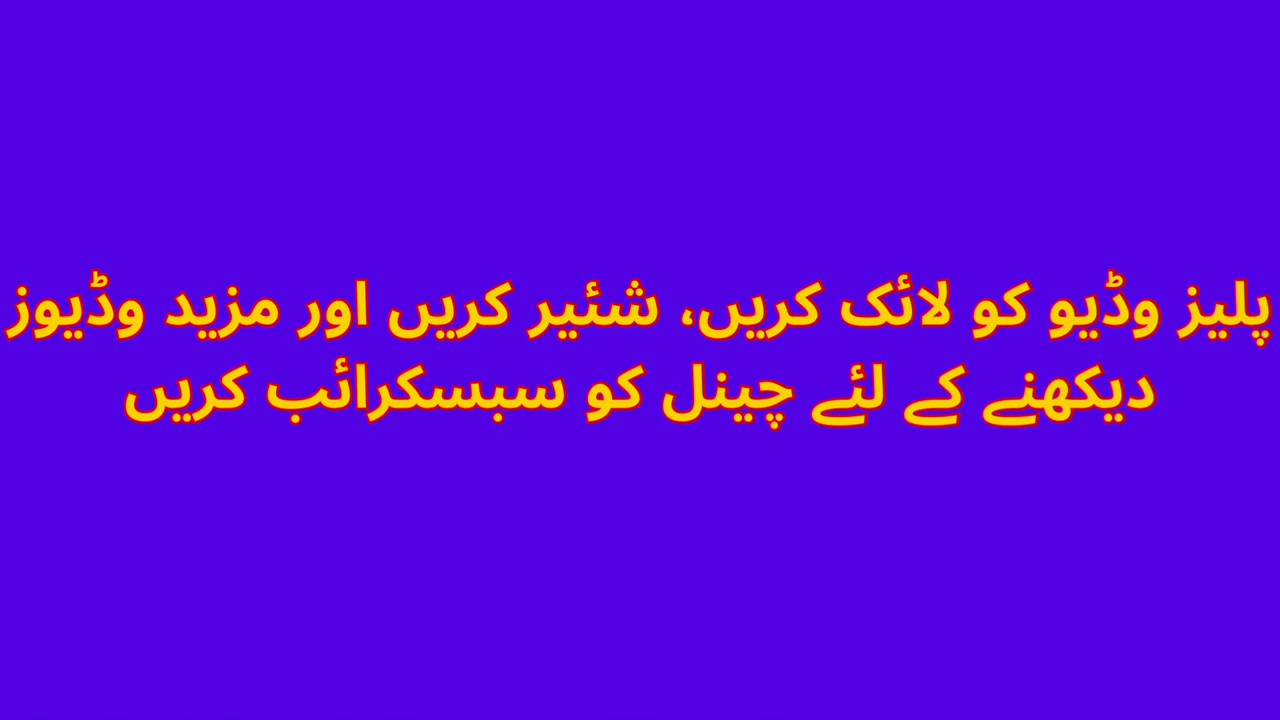 پلیز وڈیو کو لائک کریں، شئیر کریں اور مزید وڈیوز
دیکھنے کے لئے چینل کو سبسکرائب کریں